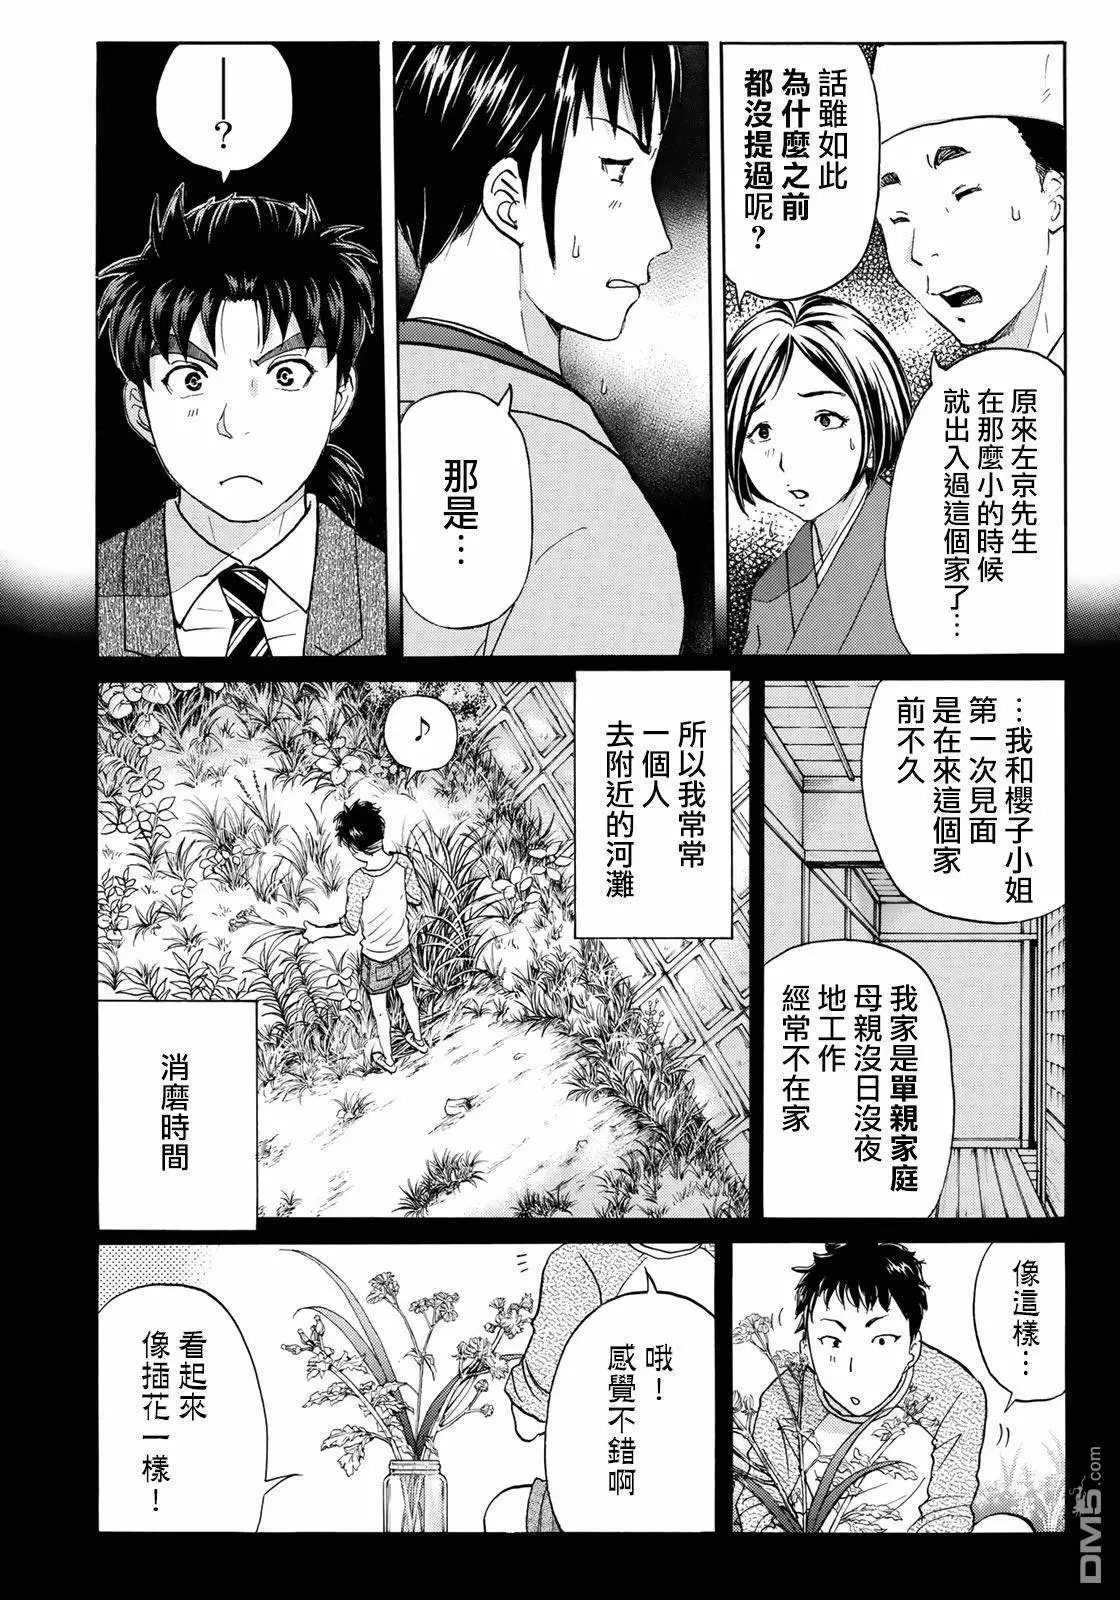 原來左京先生
在那麼小的時候
就出入過這個家了…
話雖如此
為什麼之前
都沒提過呢？
那是…
——？
…我和櫻子小姐
第一次見面
是在來這個家
前不久
我家是單親家庭
母親沒日沒夜
地工作
經常不在家
所以我常常
一個人
去附近的河灘
♪
消磨時間
像這樣…
哦！
感覺不錯啊
看起來
像插花一樣！
DM5.com